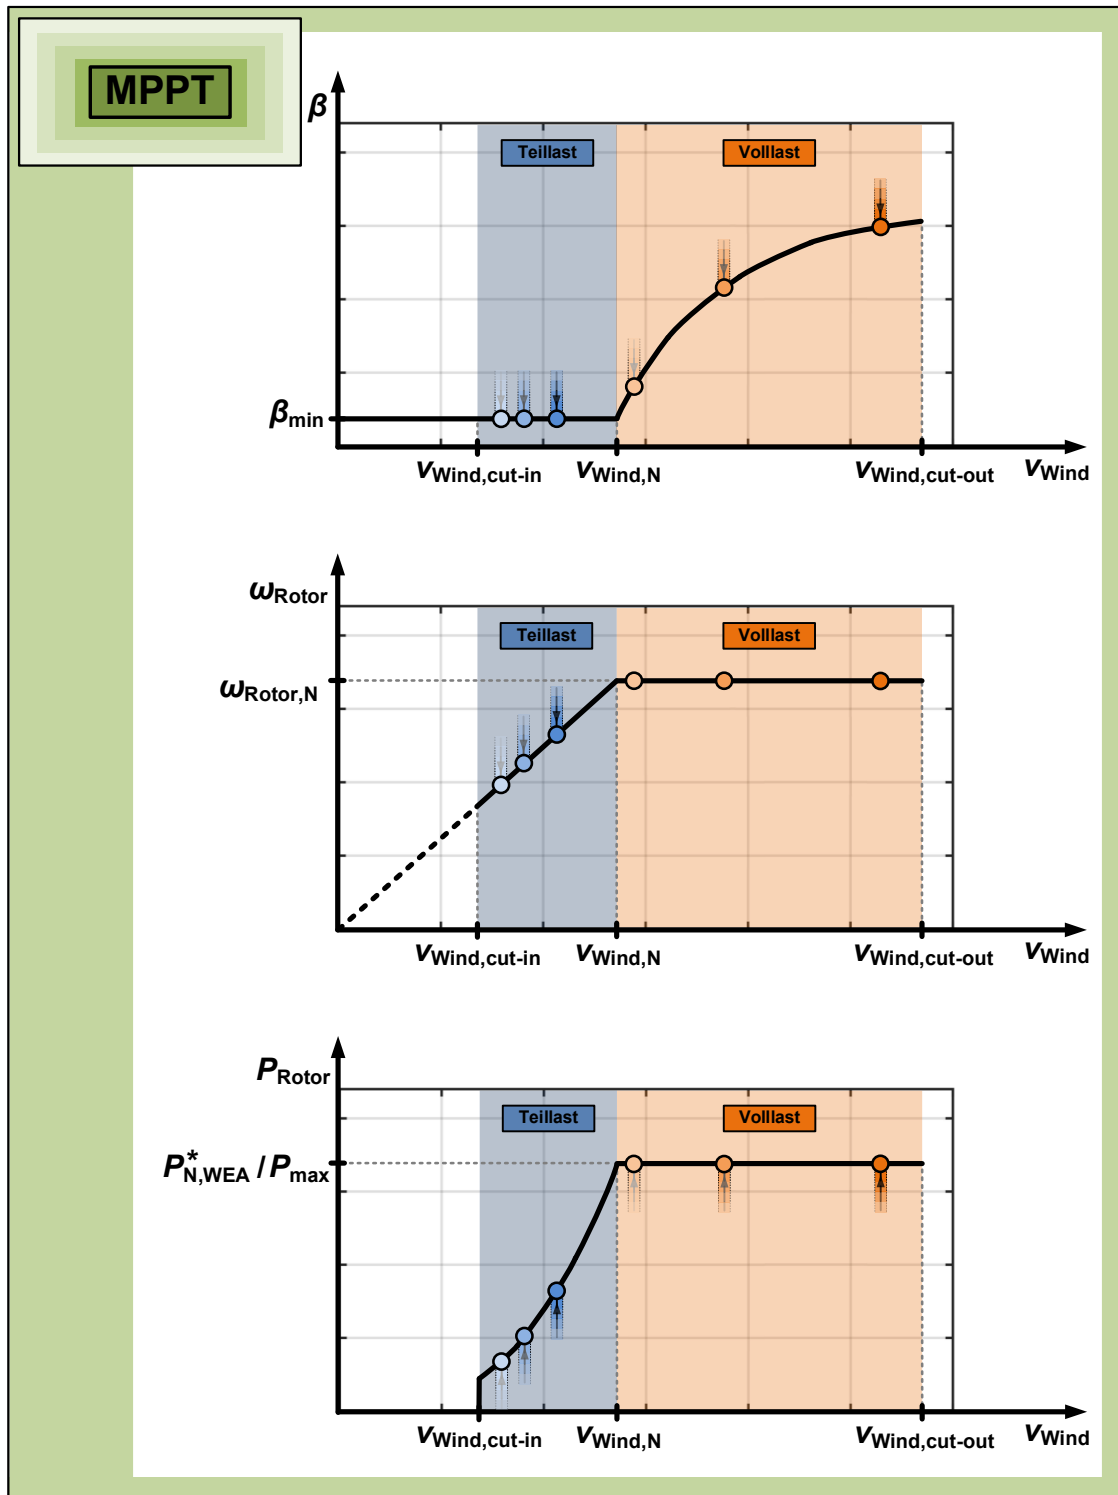 MPPT
β
Teillast
Volllast
βmin
vWind,cut-in
vWind,N
vWind,cut-out
vWind
ωRotor
Teillast
Volllast
ωRotor,N
vWind,cut-in
vWind,N
vWind,cut-out
vWind
PRotor
Teillast
Volllast
P*N,WEA / Pmax
vWind,cut-in
vWind,N
vWind,cut-out
vWind